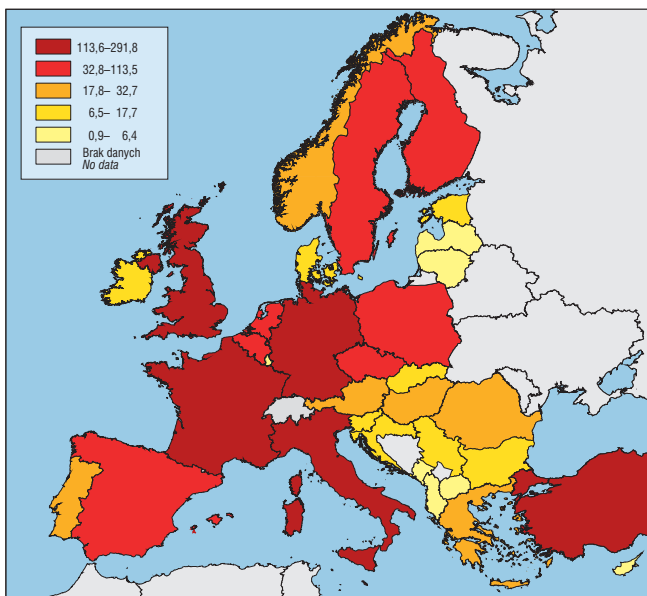 113,6–291,8
32,8–113,5
17,8– 32,7
6,5– 17,7
0,9– 6,4
Brak danych
No data